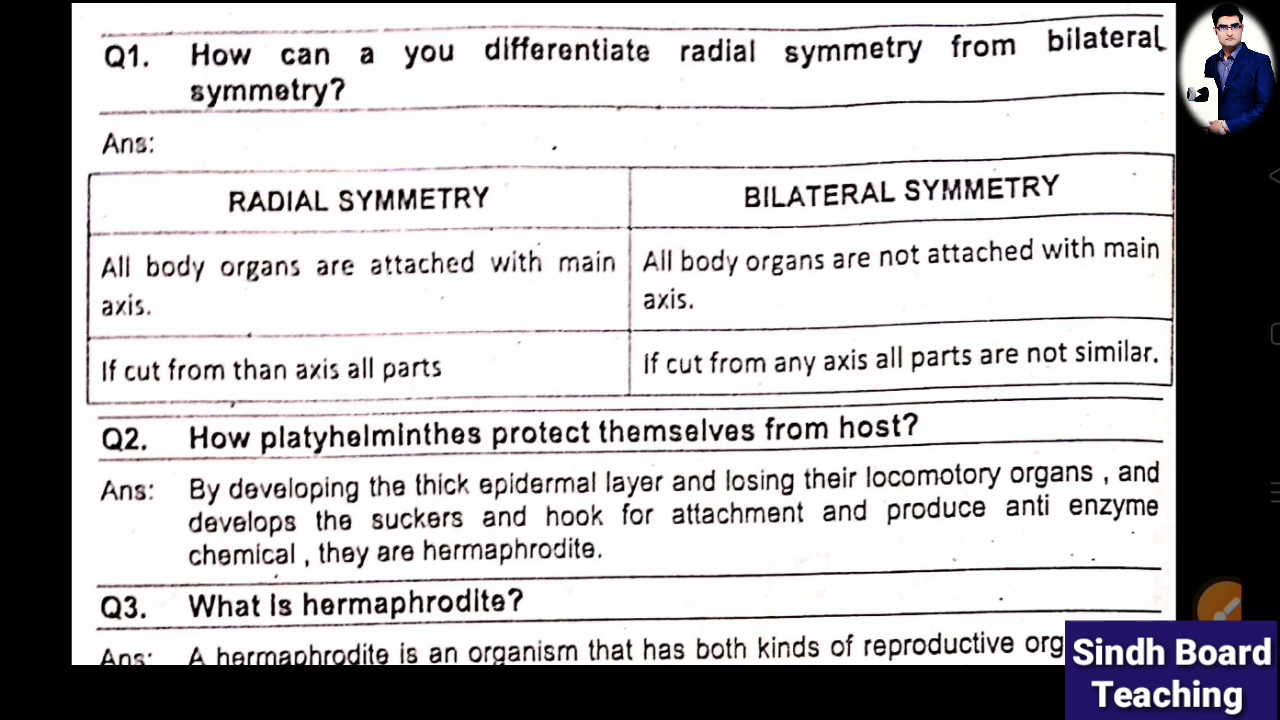 Q1. How can a you differentiate radial symmetry from bilateral
symmetry?
Ans:
RADIAL SYMMETRY
BILATERAL SYMMETRY
All body organs are attached with main
axis.
All body organs are not attached with main
axis.
If cut from than axis all parts
If cut from any axis all parts are not similar.
Q2. How platyhelminthes protect themselves from host?
Ans: By developing the thick epidermal layer and losing their locomotory organs , and
develops the suckers and hook for attachment and produce anti enzyme
chemical , they are hermaphrodite.
Q3. What is hermaphrodite?
Ans: A hermaphrodite is an organism that has both kinds of reproductive
Sindh Board
Teaching